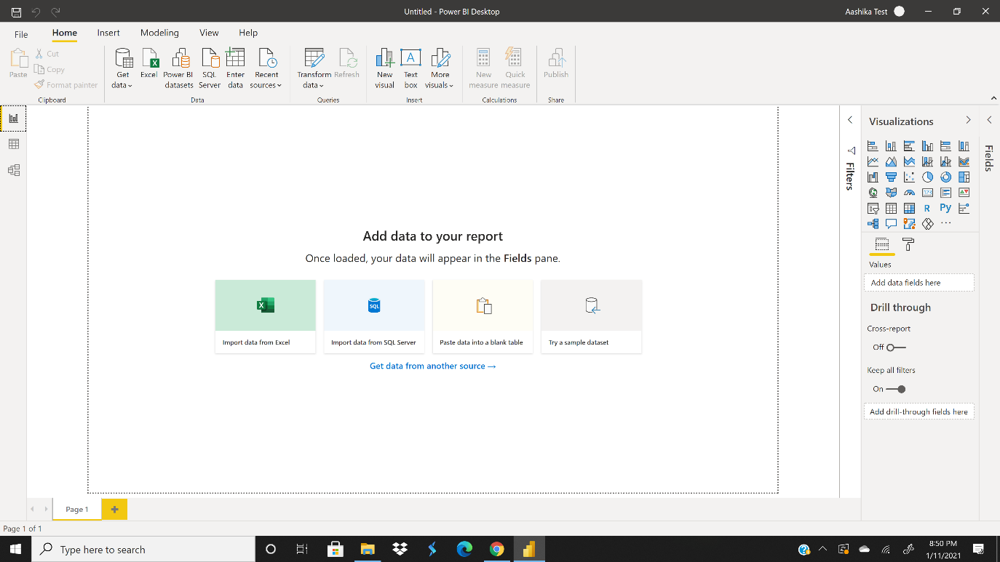 Untitled - Power BI Desktop
Aashika Test
File
Home
Insert
Modeling
View
Help
Paste
Cut
Copy
Format painter
Clipboard
Get data
Excel
Power BI datasets
SQL Server
Enter data
Recent sources
Data
Transform data
Refresh
Queries
New visual
Text box
A
More visuals
Insert
New measure
Quick measure
Calculations
Publish
Share
Filters
Visualizations
Fields
123
R
Py
Values
Add data fields here
Drill through
Cross-report
Off
Keep all filters
On
Add drill-through fields here
Add data to your report
Once loaded, your data will appear in the Fields pane.
SQL
Import data from Excel
Import data from SQL Server
Paste data into a blank table
Try a sample dataset
Get data from another source →
Page 1
Page 1 of 1
Type here to search
8:50 PM
1/11/2021